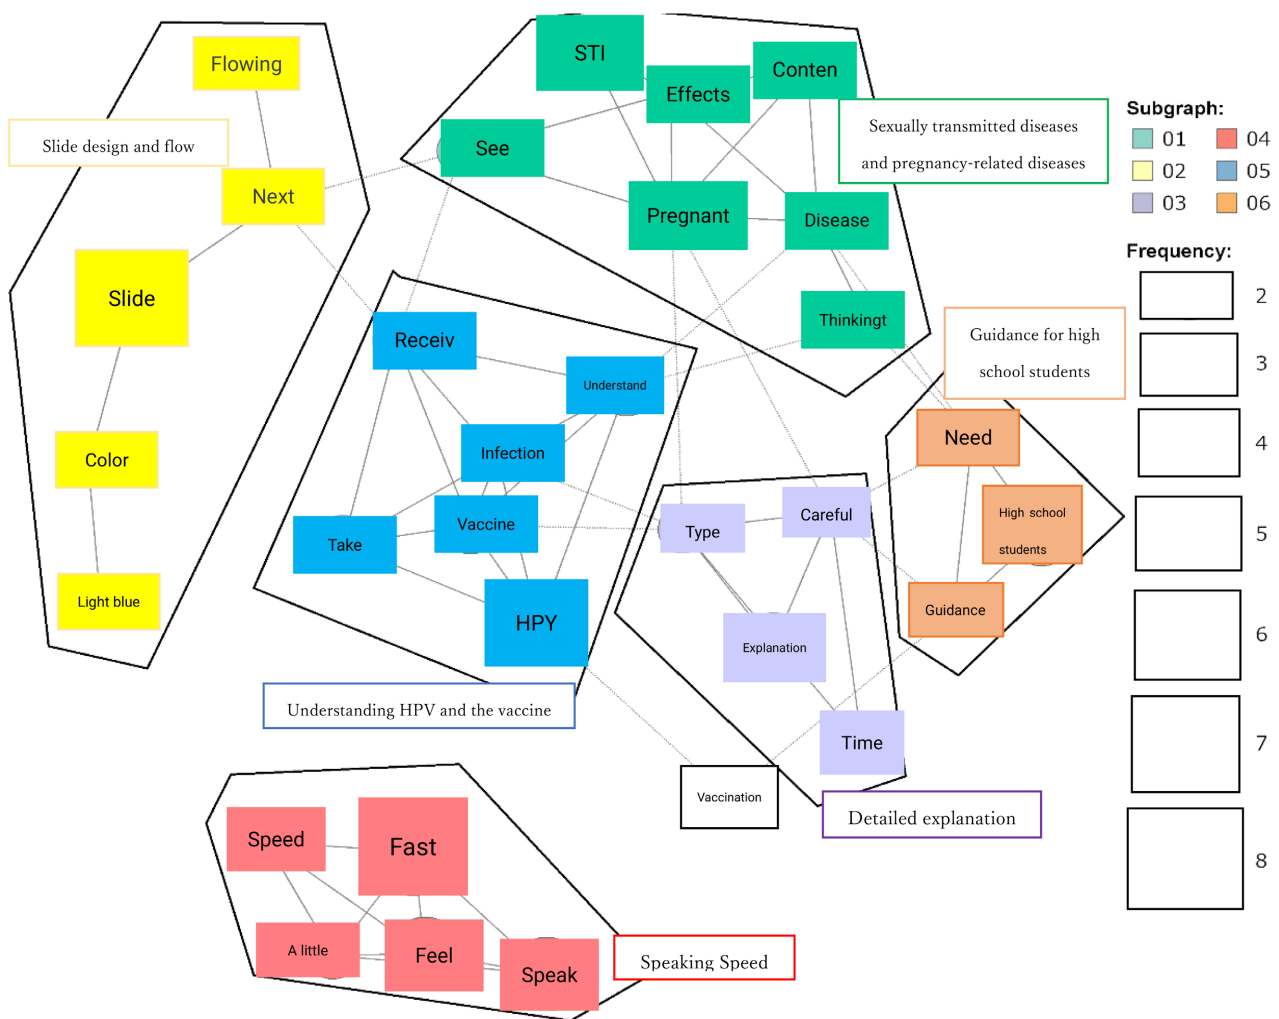 Flowing
Slide design and flow
Next
Slide
Color
Light blue
STI
Effects
Conten
See
Pregnant
Disease
Thinkingt
Sexually transmitted diseases
and pregnancy-related diseases
Subgraph:
01
04
02
05
03
06
Frequency:
2
3
4
5
6
7
8
Receiv
Understand
Infection
Vaccine
Take
HPY
Understanding HPV and the vaccine
Guidance for high
school students
Need
High school
students
Guidance
Type
Careful
Explanation
Time
Vaccination
Detailed explanation
Speed
Fast
A little
Feel
Speak
Speaking Speed